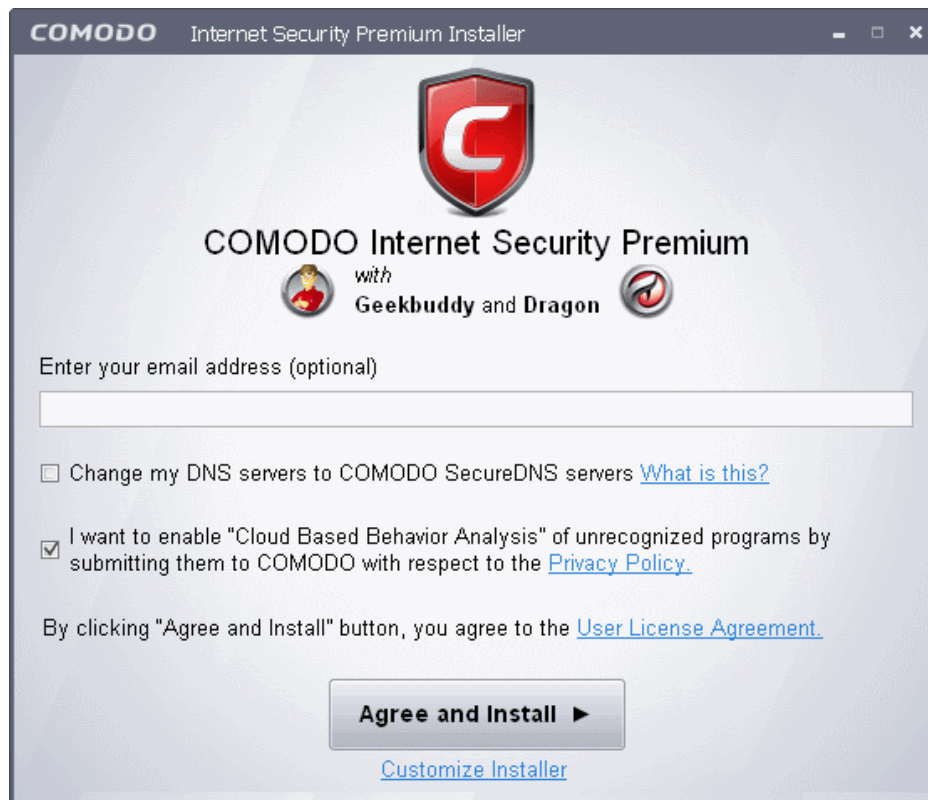 COMODO Internet Security Premium Installer
COMODO Internet Security Premium
with
Geekbuddy and Dragon
Enter your email address (optional)
Change my DNS servers to COMODO SecureDNS servers What is this?
I want to enable "Cloud Based Behavior Analysis" of unrecognized programs by
submitting them to COMODO with respect to the Privacy Policy.
By clicking "Agree and Install" button, you agree to the User License Agreement.
Agree and Install
Customize Installer